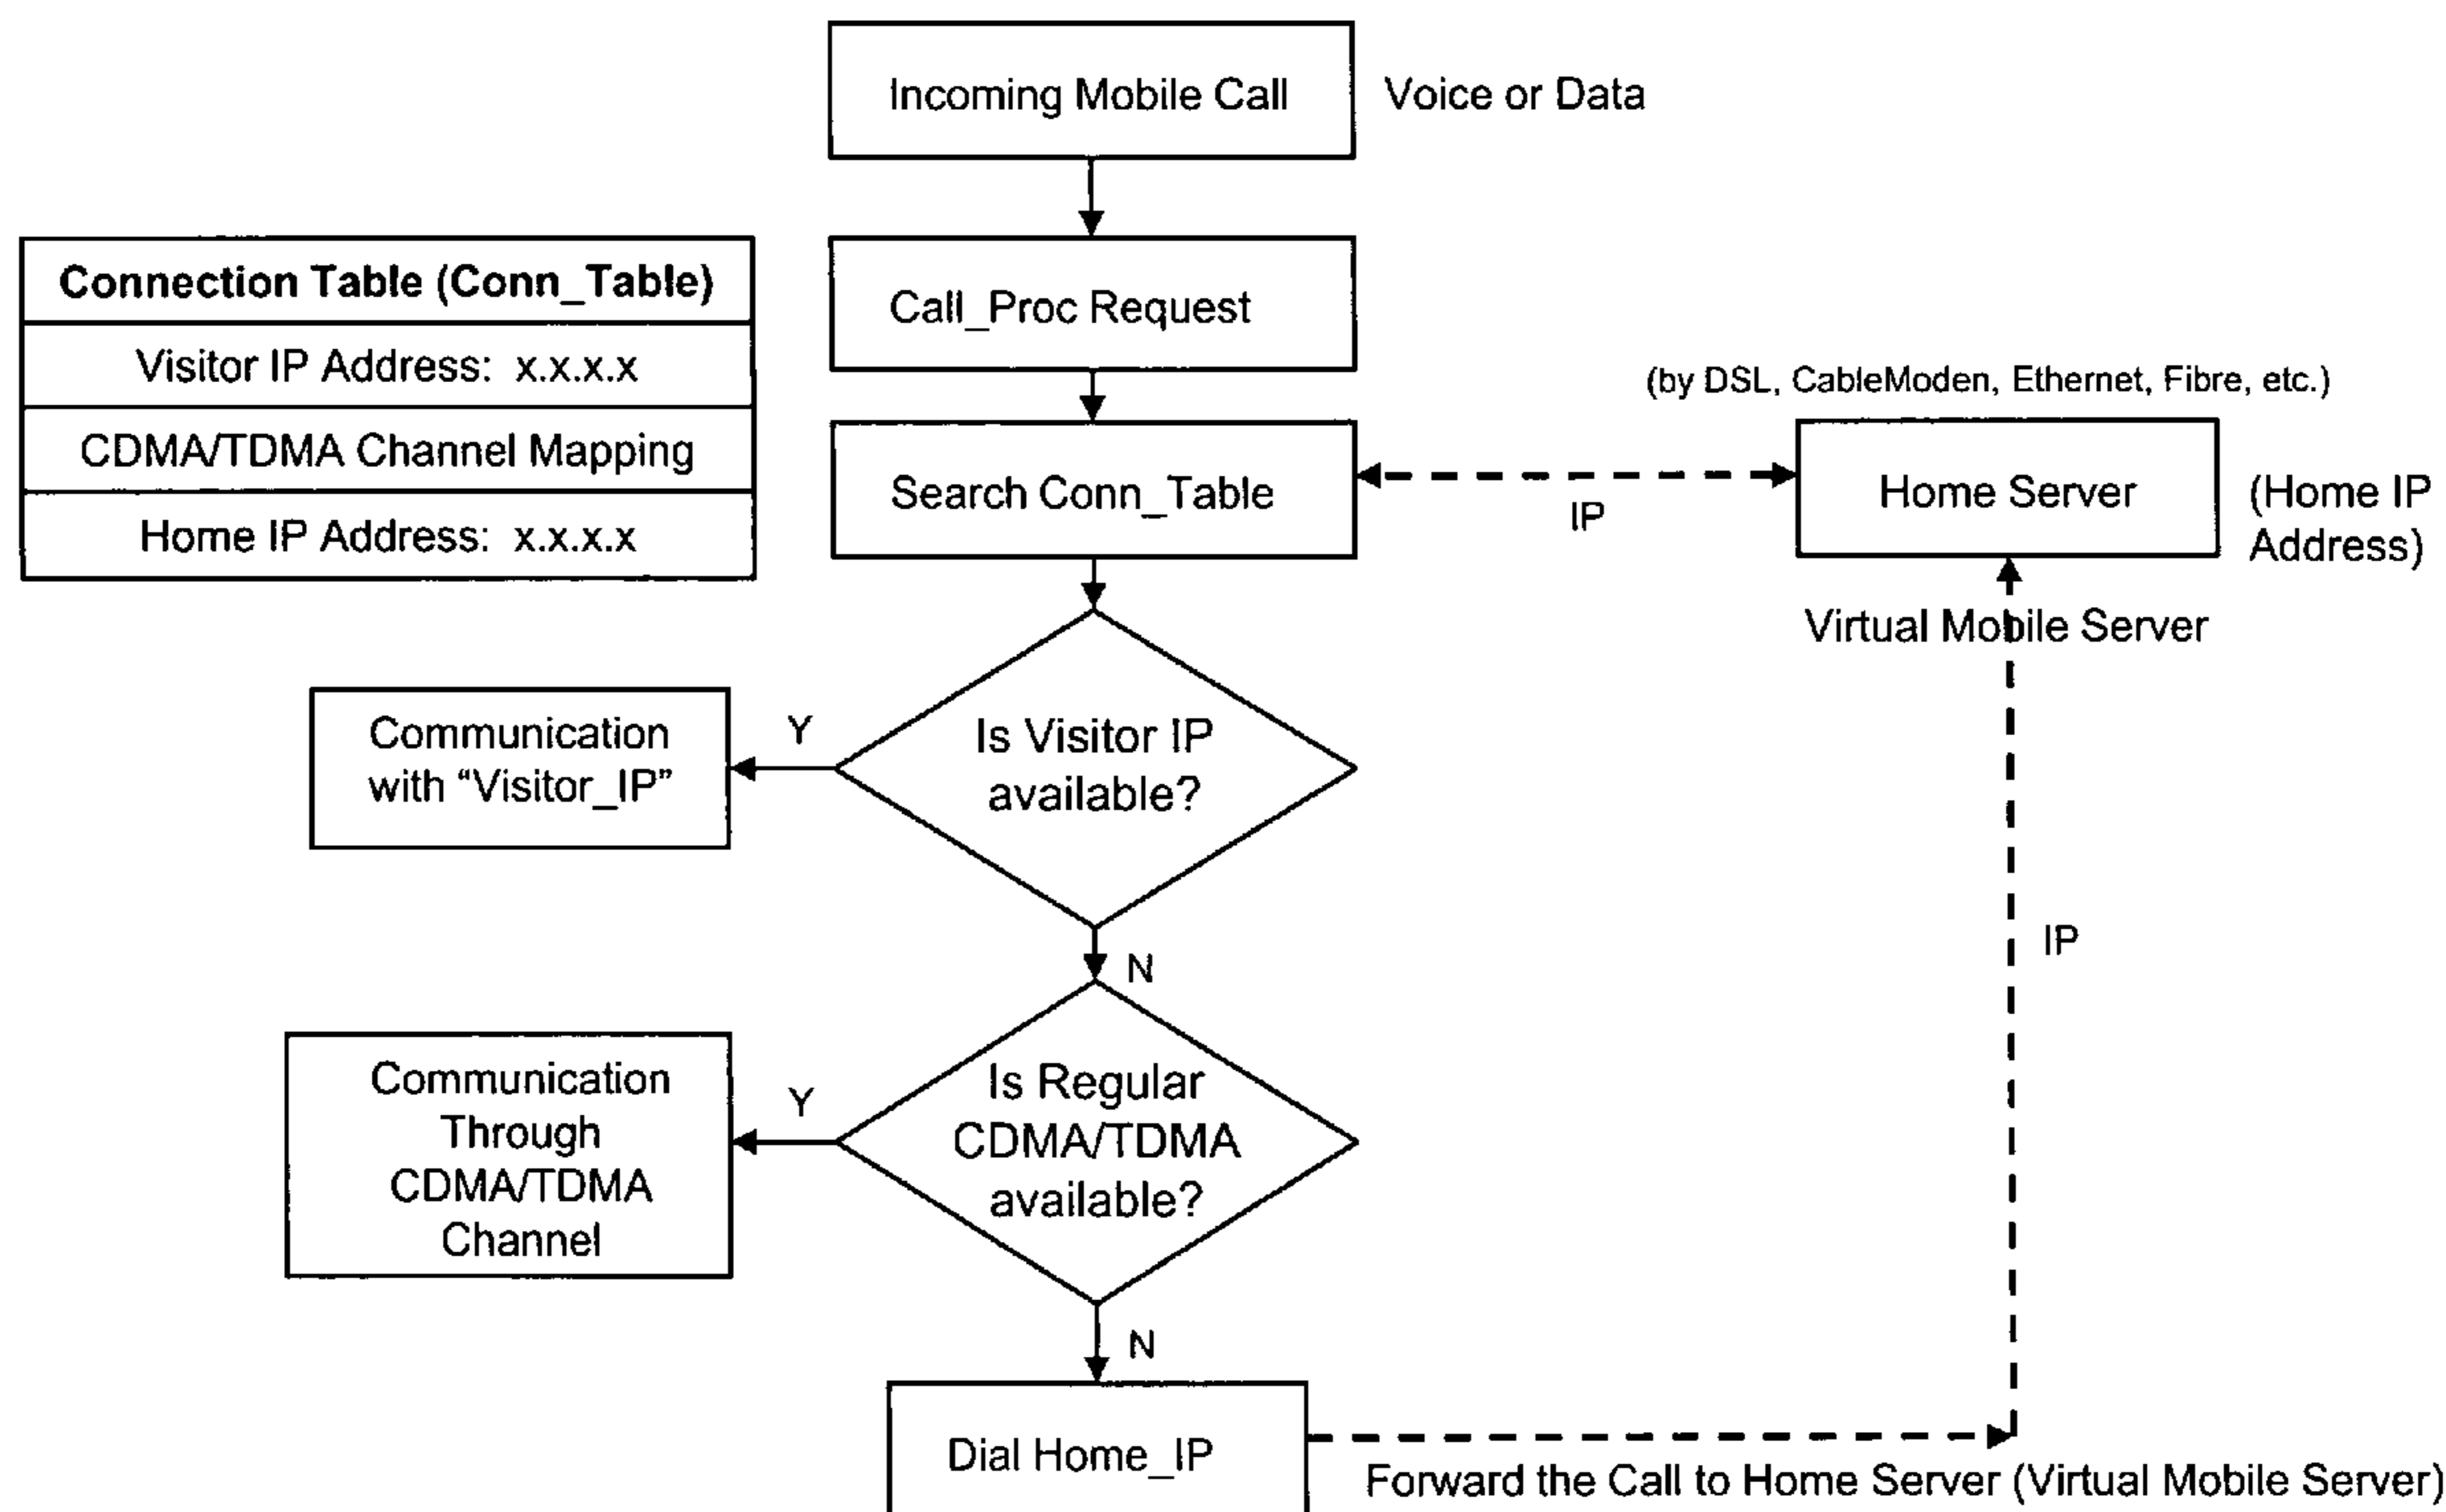 Incoming Mobile Call
Voice or Data
Connection Table (Conn_Table)
Visitor IP Address: x.x.x.x
CDMA/TDMA Channel Mapping
Home IP Address: x.x.x.x
Call_Proc Request
(by DSL, CableModen, Ethernet, Fibre, etc.)
Search Conn_Table
IP
Home Server
(Home IP
Address)
Virtual Mobile Server
Communication
with “Visitor_IP”
Y
Is Visitor IP
available?
N
IP
Communication
Through
CDMA/TDMA
Channel
Y
Is Regular
CDMA/TDMA
available?
N
Dial Home_IP
Forward the Call to Home Server (Virtual Mobile Server)